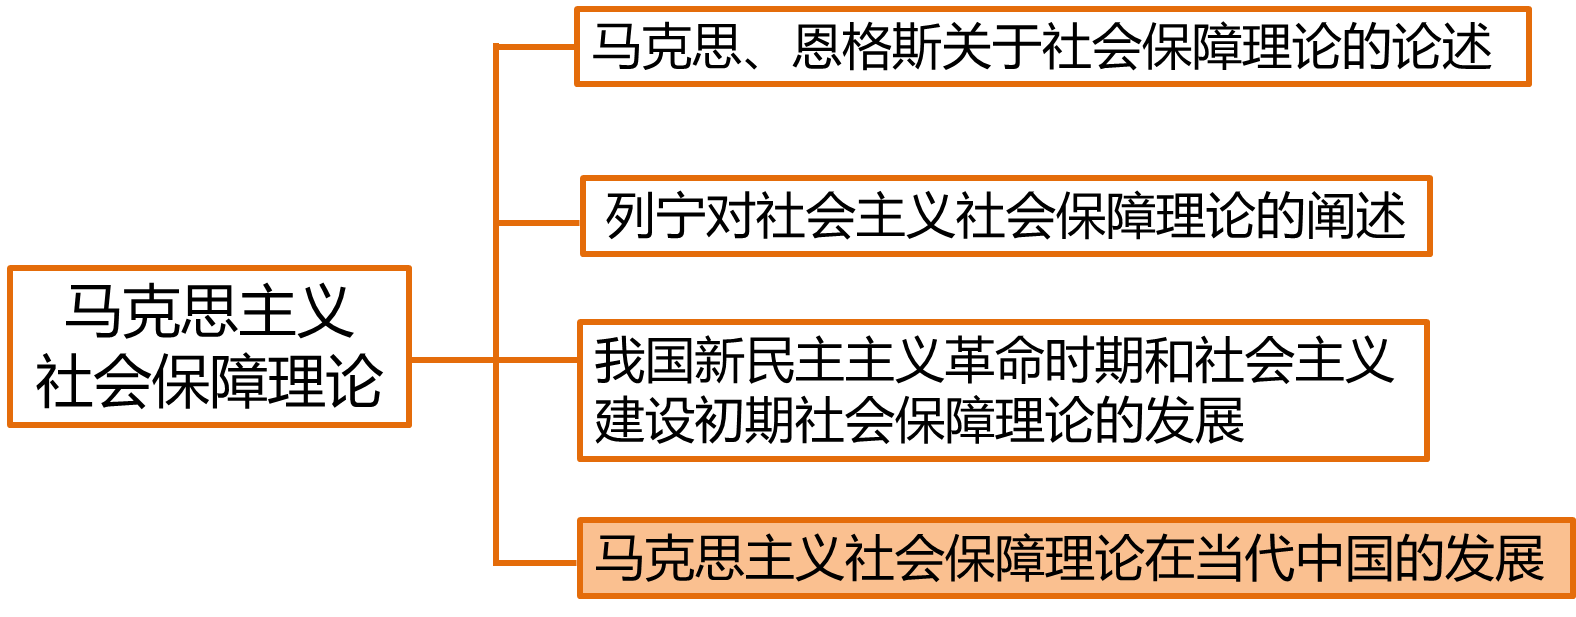 马克思、恩格斯关于社会保障理论的论述
列宁对社会主义社会保障理论的阐述
马克思主义
社会保障理论
我国新民主主义革命时期和社会主义
建设初期社会保障理论的发展
马克思主义社会保障理论在当代中国的发展